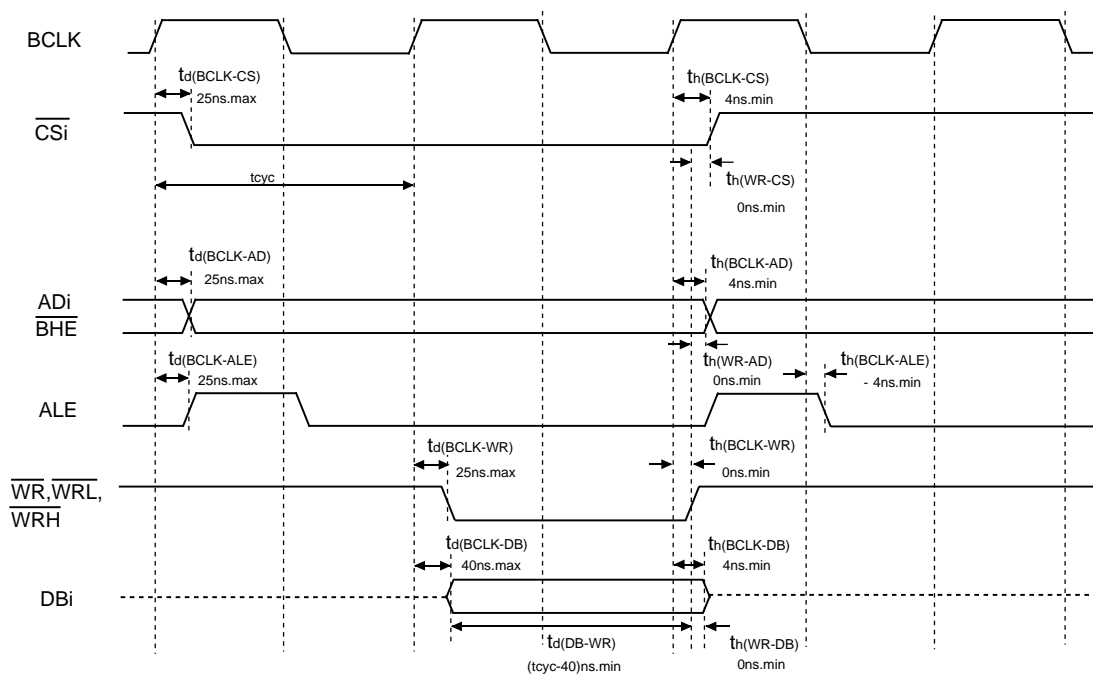 BCLK
td(BCLK-CS)
25ns.max
th(BCLK-CS)
4ns.min
CSi
th(WR-CS)
0ns.min
tcyc
td(BCLK-AD)
25ns.max
th(BCLK-AD)
4ns.min
ADi
BHE
td(BCLK-ALE)
25ns.max
th(WR-AD)
0ns.min
th(BCLK-ALE)
- 4ns.min
ALE
td(BCLK-WR)
25ns.max
th(BCLK-WR)
0ns.min
WR,WRL,
WRH
td(BCLK-DB)
40ns.max
th(BCLK-DB)
4ns.min
DBi
td(DB-WR)
(tcyc-40)ns.min
th(WR-DB)
0ns.min